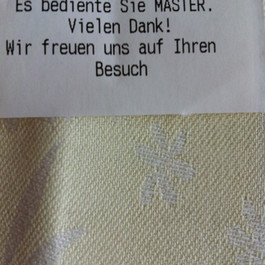 Es bediente Sie MASTER.
Vielen Dank!
Wir freuen uns auf Ihren
Besuch